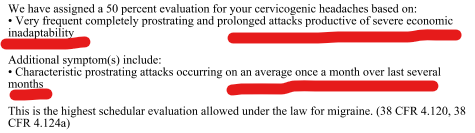 We have assigned a 50 percent evaluation for your cervicogenic headaches based on:
• Very frequent completely prostrating and prolonged attacks productive of severe economic
inadaptability
Additional symptom(s) include:
• Characteristic prostrating attacks occurring on an average once a month over last several
months
This is the highest schedular evaluation allowed under the law for migraine. (38 CFR 4.120, 38
CFR 4.124a)